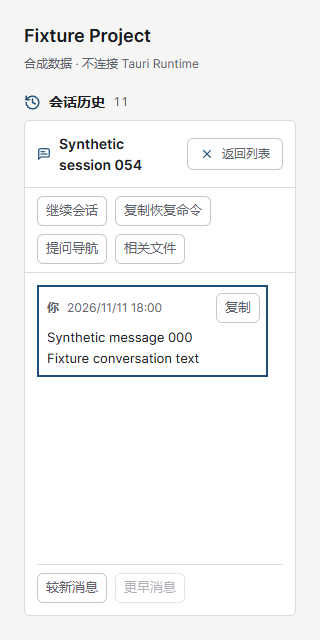 Fixture Project
合成数据 · 不连接 Tauri Runtime
会话历史 11
Synthetic
session 054
返回列表
继续会话 复制恢复命令
提问导航 相关文件
你 2026/11/11 18:00 复制
Synthetic message 000
Fixture conversation text
较新消息 更早消息